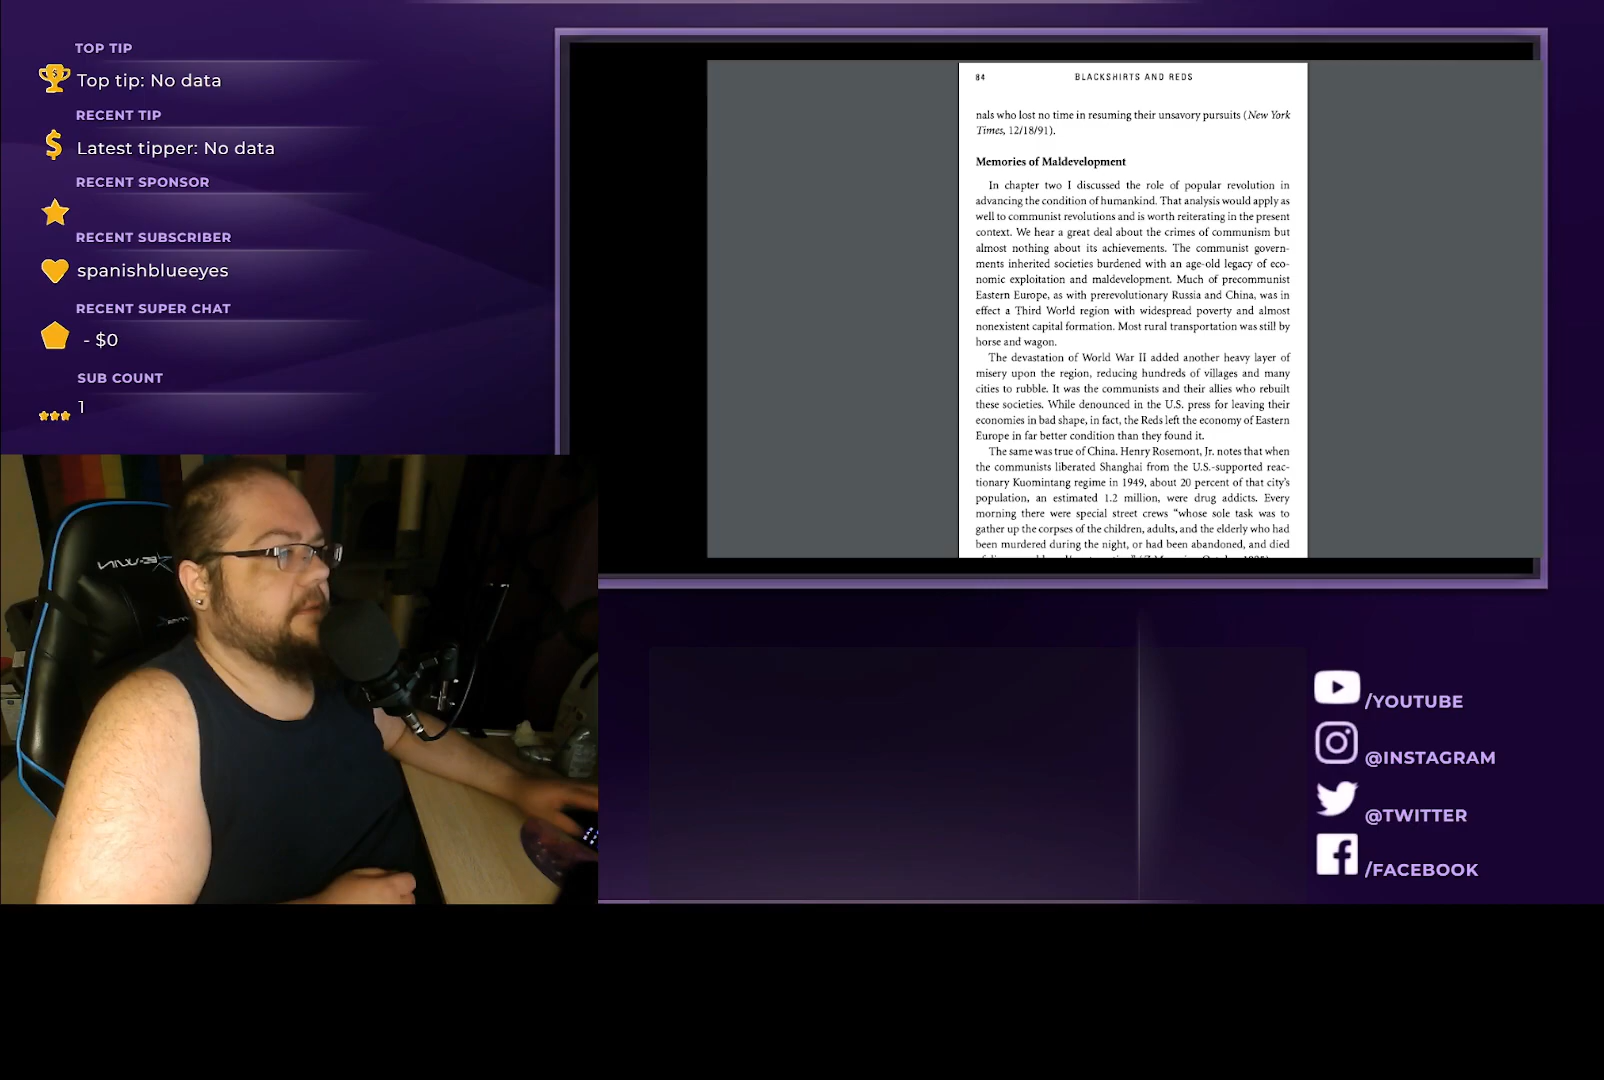 TOP TIP
Top tip: No data
RECENT TIP
Latest tipper: No data
RECENT SPONSOR
RECENT SUBSCRIBER
spanishblueeyes
RECENT SUPER CHAT
- $0
SUB COUNT
1
84 BLACKSHIRTS AND REDS
nals who lost no time in resuming their unsavory pursuits (New York
Times, 12/18/91).
Memories of Maldevelopment
In chapter two I discussed the role of popular revolution in
advancing the condition of humankind. That analysis would apply as
well to communist revolutions and is worth reiterating in the present
context. We hear a great deal about the crimes of communism but
almost nothing about its achievements. The communist govern-
ments inherited societies burdened with an age-old legacy of eco-
nomic exploitation and maldevelopment. Much of precommunist
Eastern Europe, as with prerevolutionary Russia and China, was in
effect a Third World region with widespread poverty and almost
nonexistent capital formation. Most rural transportation was still by
horse and wagon.
The devastation of World War II added another heavy layer of
misery upon the region, reducing hundreds of villages and many
cities to rubble. It was the communists and their allies who rebuilt
these societies. While denounced in the U.S. press for leaving their
economies in bad shape, in fact, the Reds left the economy of Eastern
Europe in far better condition than they found it.
The same was true of China. Henry Rosemont, Jr. notes that when
the communists liberated Shanghai from the U.S.-supported reac-
tionary Kuomintang regime in 1949, about 20 percent of that city's
population, an estimated 1.2 million, were drug addicts. Every
morning there were special street crews "whose sole task was to
gather up the corpses of the children, adults, and the elderly who had
been murdered during the night, or had been abandoned, and died
/YOUTUBE
@INSTAGRAM
@TWITTER
/FACEBOOK